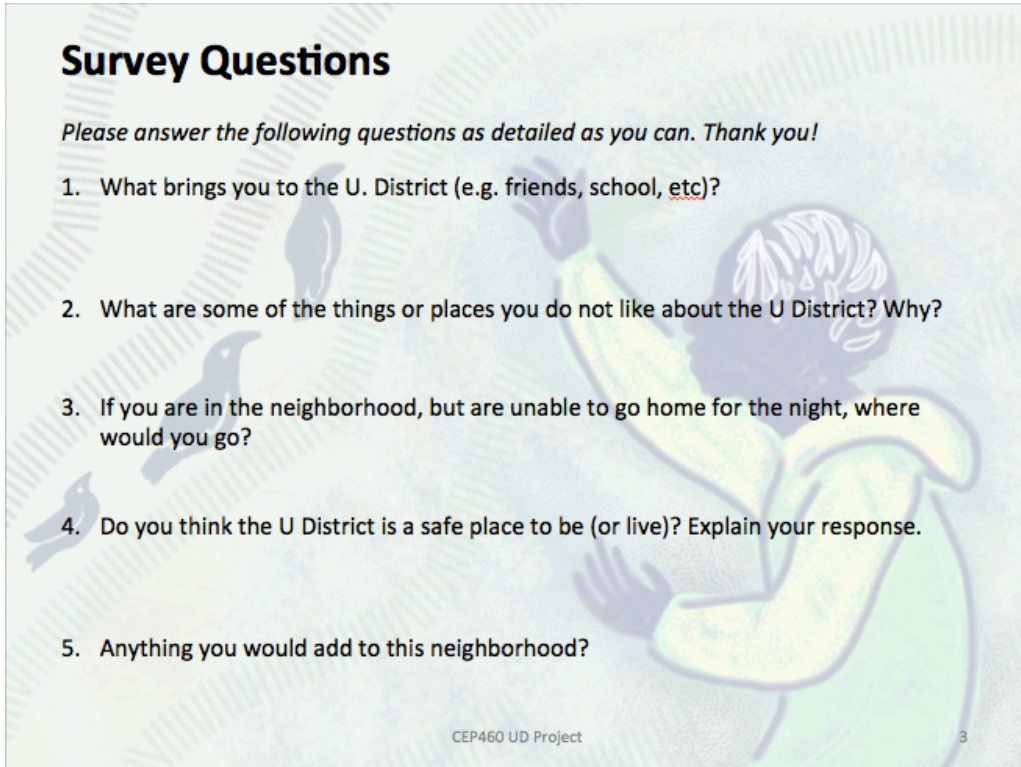 Survey Questions
Please answer the following questions as detailed as you can. Thank you!
1. What brings you to the U. District (e.g. friends, school, etc)?
2. What are some of the things or places you do not like about the U District? Why?
3. If you are in the neighborhood, but are unable to go home for the night, where
would you go?
4. Do you think the U District is a safe place to be (or live)? Explain your response.
5. Anything you would add to this neighborhood?
CEP460 UD Project
3